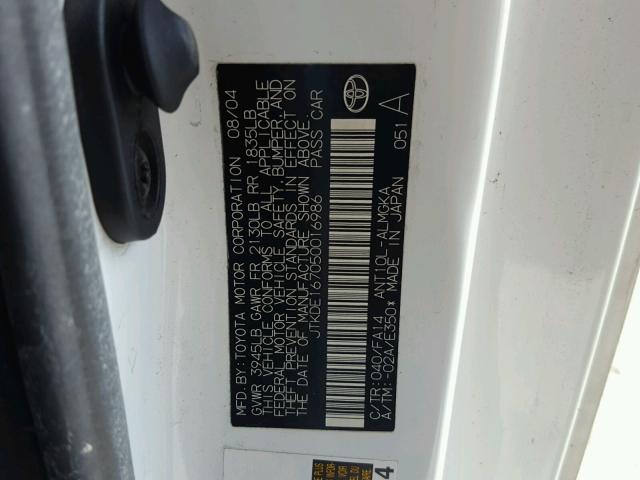 MFD BY:TOYOTA MOTOR CORPORATION 08/04
GVWR 3945LB GAWR FR 2130LB RR 1835LB
THIS VEHICLE CONFORMS TO ALL APPLICABLE
FEDERAL MOTOR VEHICLE SAFETY, BUMPER, AND
THEFT PREVENTION STANDARDS IN EFFECT ON
THE DATE OF MANUFACTURE SHOWN ABOVE.
JTKDE167050016986 PASS CAR
C/TR:040/FA14 ANT10L-ALMGKA
A/TM:-02A/E350* MADE IN JAPAN 051 A